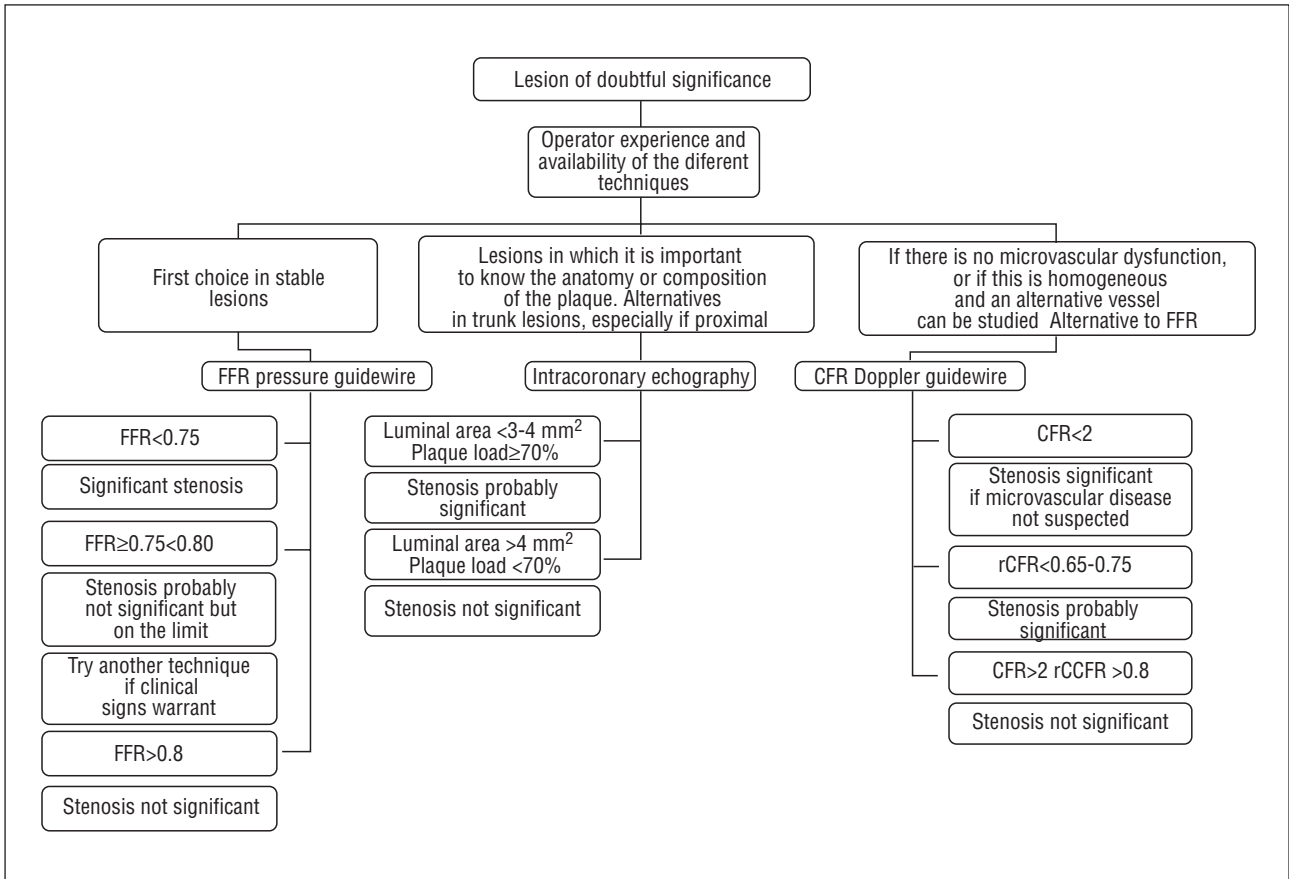 Lesion of doubtful significance
Operator experience and
availability of the diferent
techniques
First choice in stable
lesions
FFR pressure guidewire
FFR<0.75
Significant stenosis
FFR≥0.75<0.80
Stenosis probably
not significant but
on the limit
Try another technique
if clinical
signs warrant
FFR>0.8
Stenosis not significant
Lesions in which it is important
to know the anatomy or composition
of the plaque. Alternatives
in trunk lesions, especially if proximal
Intracoronary echography
Luminal area <3-4 mm²
Plaque load≥70%
Stenosis probably
significant
Luminal area >4 mm²
Plaque load <70%
Stenosis not significant
If there is no microvascular dysfunction,
or if this is homogeneous
and an alternative vessel
can be studied Alternative to FFR
CFR Doppler guidewire
CFR<2
Stenosis significant
if microvascular disease
not suspected
rCFR<0.65-0.75
Stenosis probably
significant
CFR>2 rCCFR >0.8
Stenosis not significant